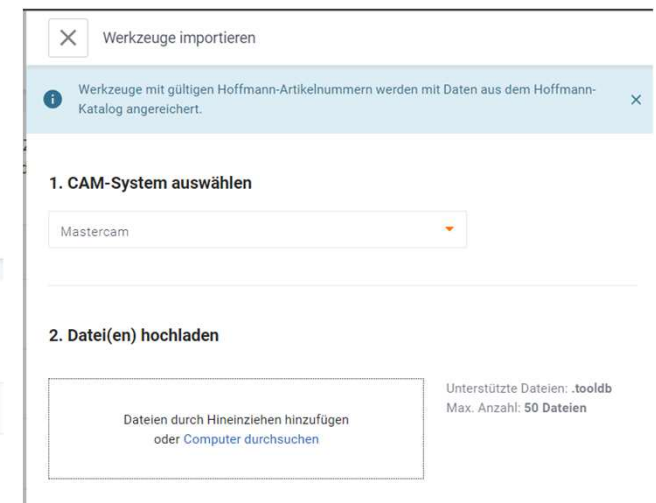 Werkzeuge importieren
Werkzeuge mit gültigen Hoffmann-Artikelnummern werden mit Daten aus dem Hoffmann-
Katalog angereichert.
1. CAM-System auswählen
Mastercam
2. Datei(en) hochladen
Dateien durch Hineinziehen hinzufügen
oder Computer durchsuchen
Unterstützte Dateien: .tooldb
Max. Anzahl: 50 Dateien